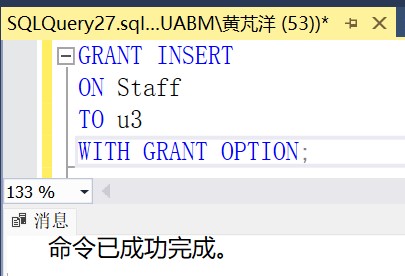 SQLQuery27.sql...UABM\黄芃洋 (53))*
GRANT INSERT
ON Staff
TO u3
WITH GRANT OPTION;
133 %
消息
命令已成功完成。